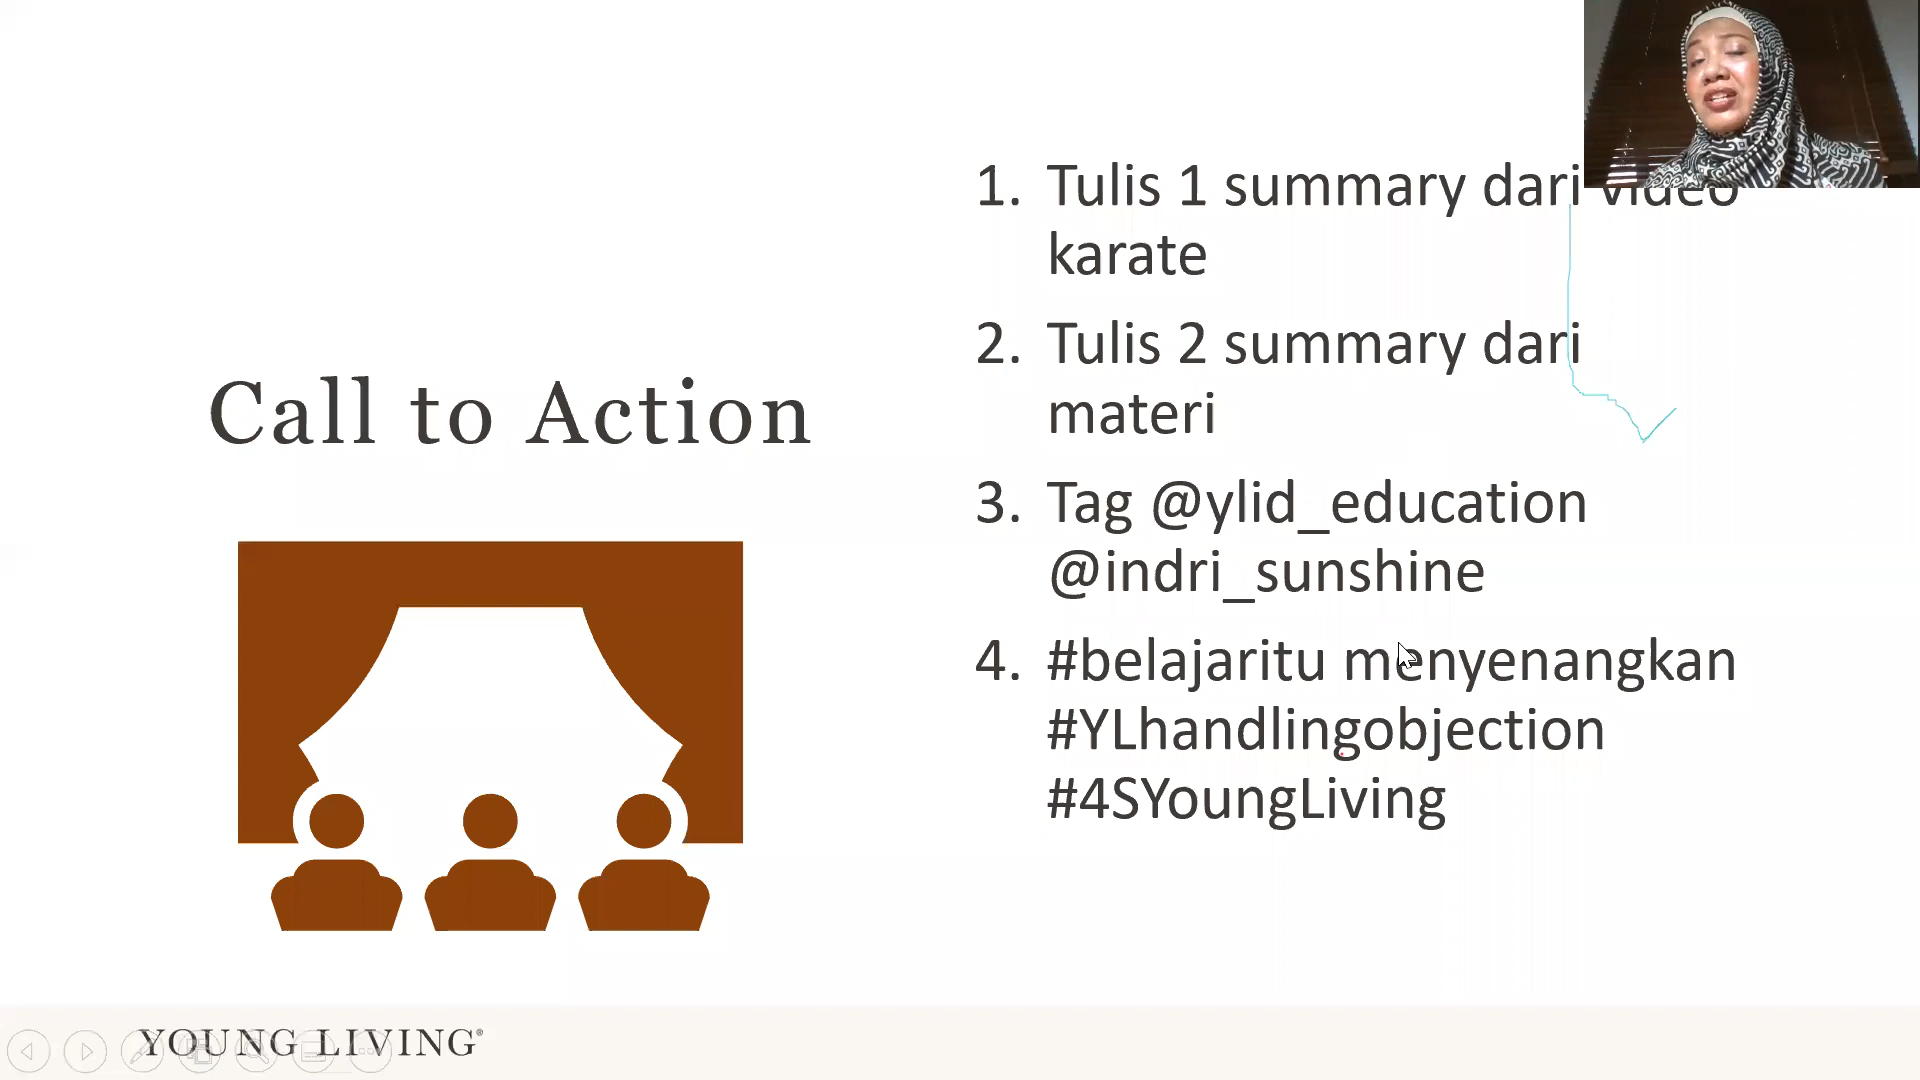 Call to Action
1. Tulis 1 summary dari video
karate
2. Tulis 2 summary dari
materi
3. Tag @ylid_education
@indri_sunshine
4. #belajaritu menyenangkan
#YLhandlingobjection
#4SYoungLiving
YOUNG LIVING®